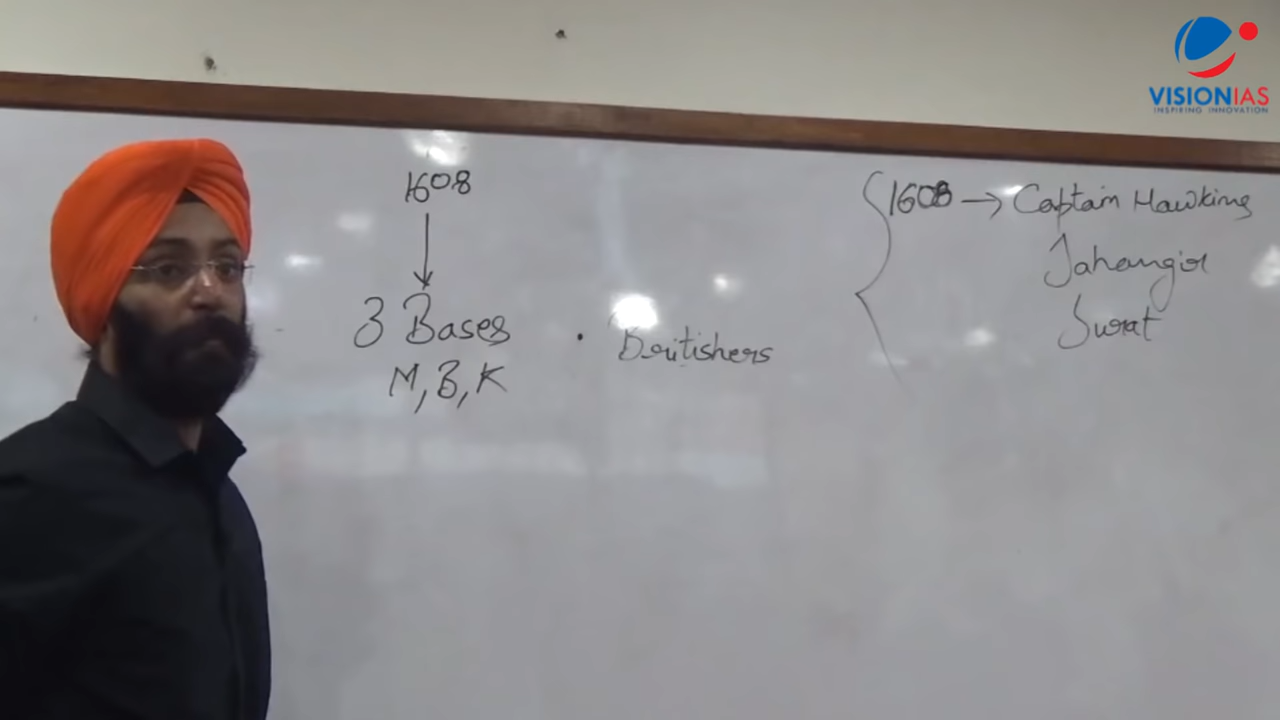 VISIONIAS
INSPIRING INNOVATION
1608
3 Bases
M, B, K
. Britishers
1608 → Captain Hawkins
Jahangir
Surat